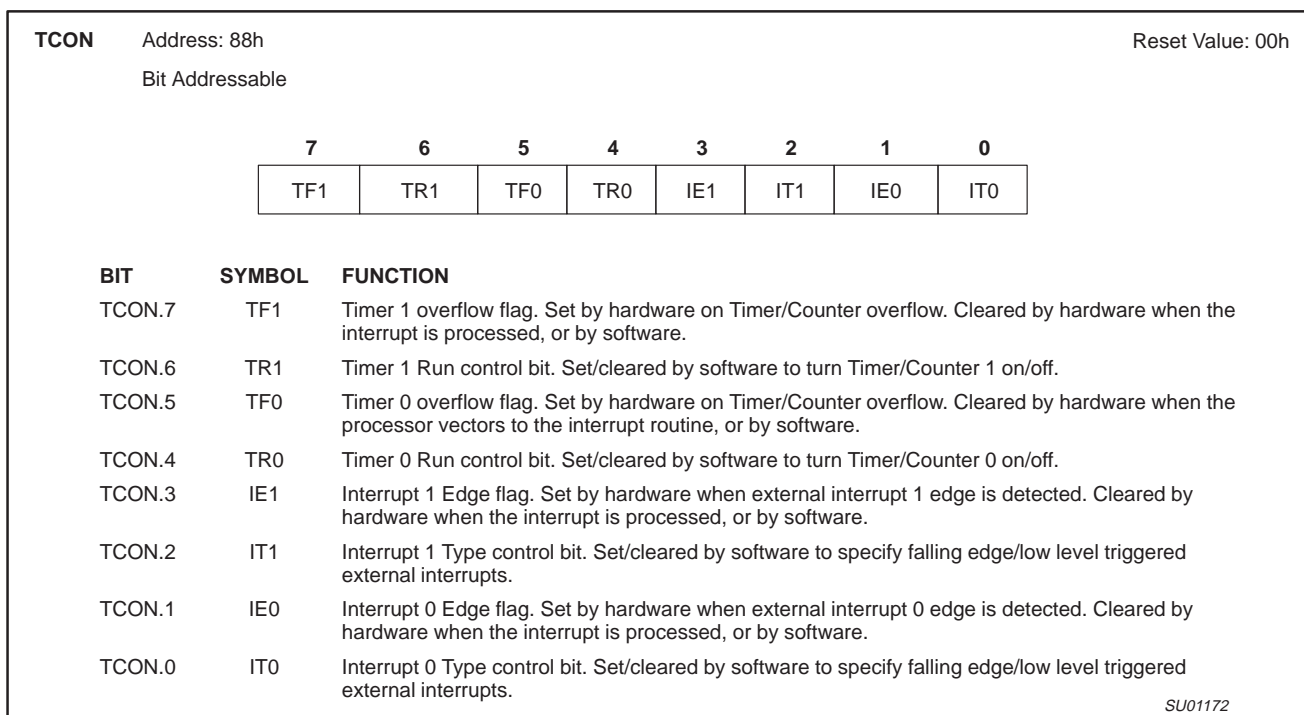 TCON Address: 88h Reset Value: 00h
Bit Addressable
7 6 5 4 3 2 1 0
TF1 TR1 TF0 TR0 IE1 IT1 IE0 IT0
BIT SYMBOL FUNCTION
TCON.7 TF1 Timer 1 overflow flag. Set by hardware on Timer/Counter overflow. Cleared by hardware when the
interrupt is processed, or by software.
TCON.6 TR1 Timer 1 Run control bit. Set/cleared by software to turn Timer/Counter 1 on/off.
TCON.5 TF0 Timer 0 overflow flag. Set by hardware on Timer/Counter overflow. Cleared by hardware when the
processor vectors to the interrupt routine, or by software.
TCON.4 TR0 Timer 0 Run control bit. Set/cleared by software to turn Timer/Counter 0 on/off.
TCON.3 IE1 Interrupt 1 Edge flag. Set by hardware when external interrupt 1 edge is detected. Cleared by
hardware when the interrupt is processed, or by software.
TCON.2 IT1 Interrupt 1 Type control bit. Set/cleared by software to specify falling edge/low level triggered
external interrupts.
TCON.1 IE0 Interrupt 0 Edge flag. Set by hardware when external interrupt 0 edge is detected. Cleared by
hardware when the interrupt is processed, or by software.
TCON.0 IT0 Interrupt 0 Type control bit. Set/cleared by software to specify falling edge/low level triggered
external interrupts.
SU01172